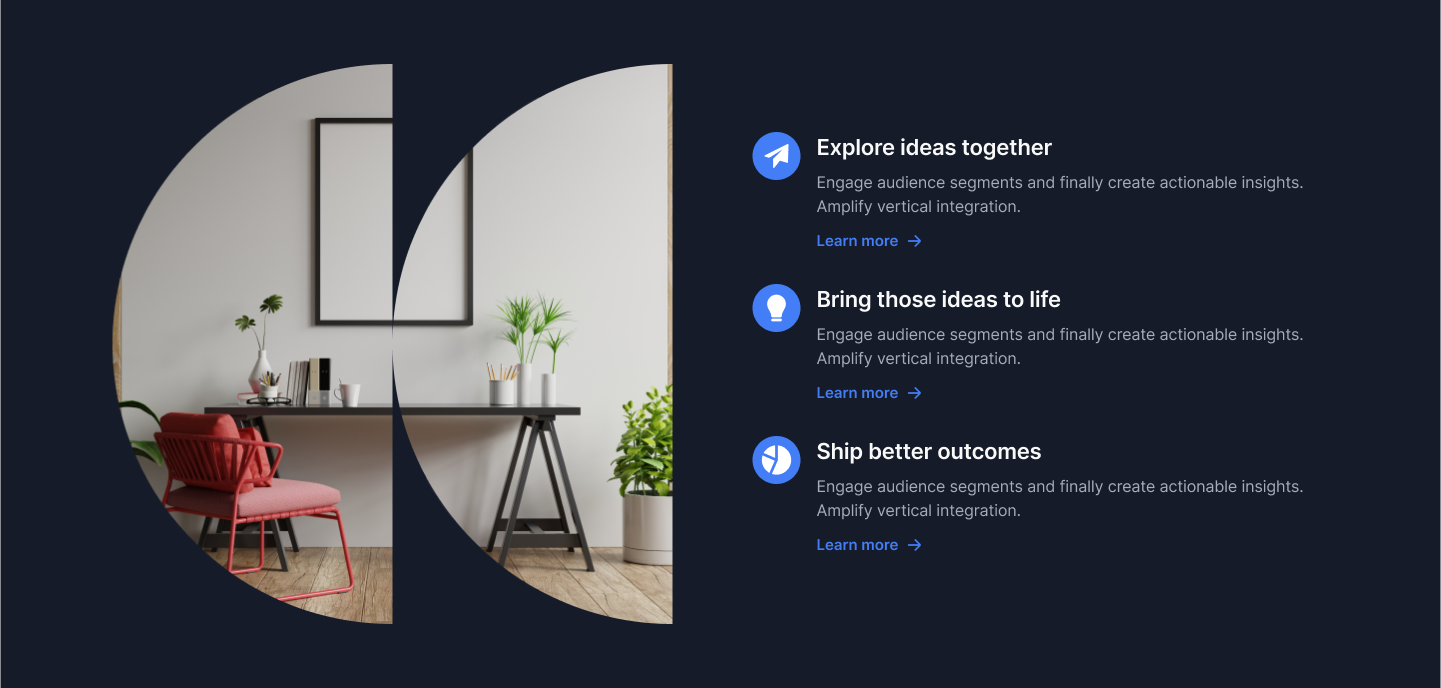 Explore ideas together
Engage audience segments and finally create actionable insights.
Amplify vertical integration.
Learn more
Bring those ideas to life
Engage audience segments and finally create actionable insights.
Amplify vertical integration.
Learn more
Ship better outcomes
Engage audience segments and finally create actionable insights.
Amplify vertical integration.
Learn more